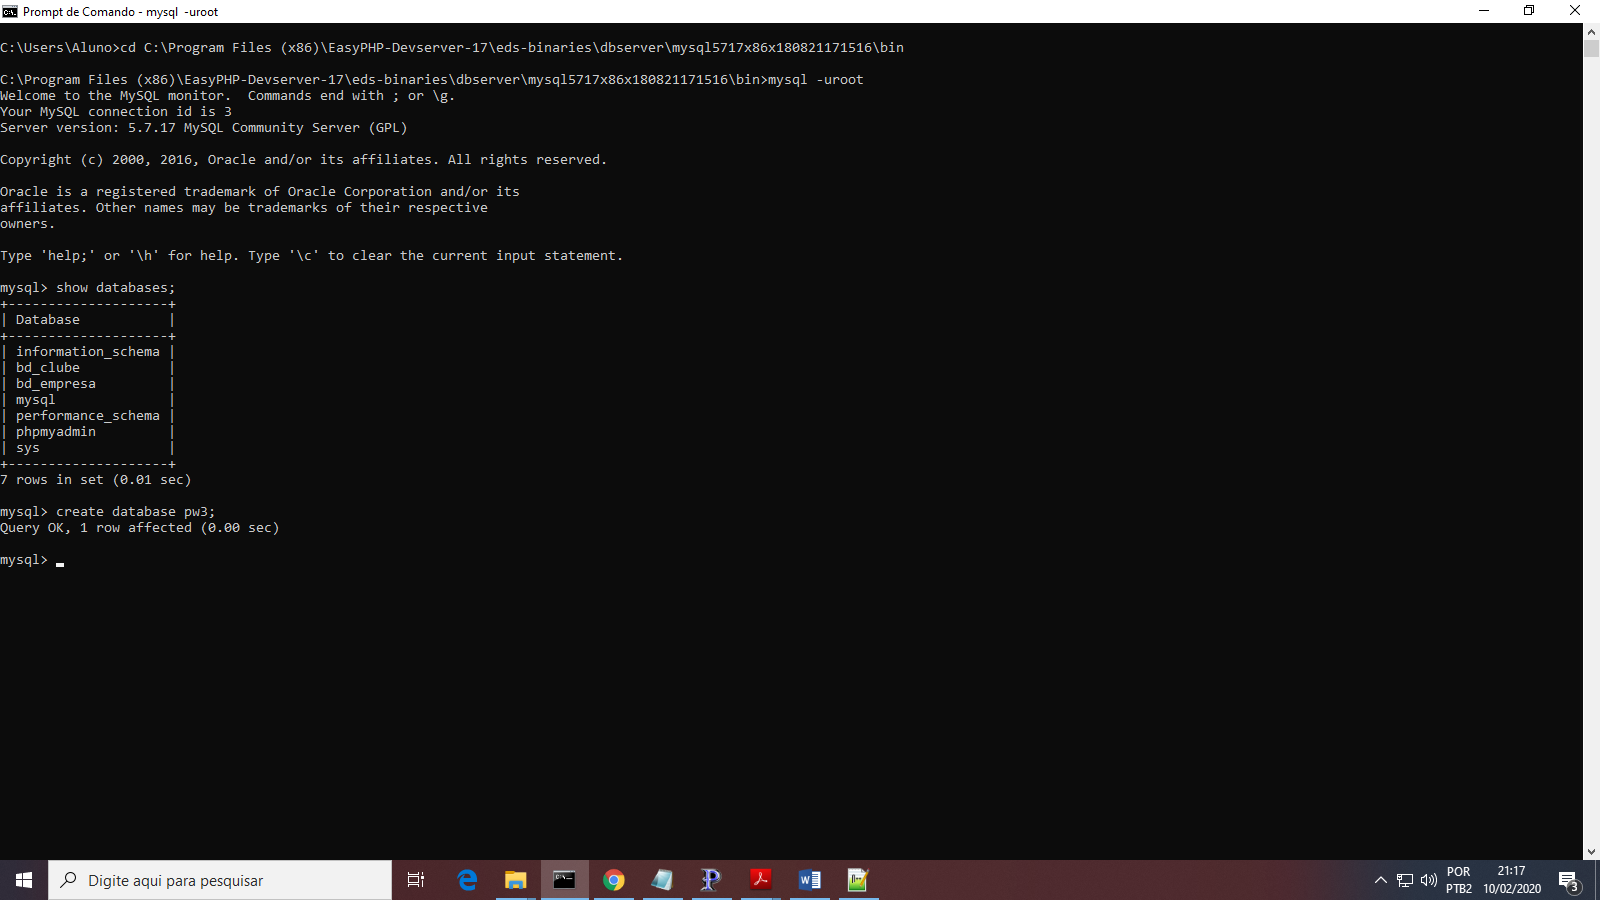 Prompt de Comando - mysql  -uroot
C:\Users\Aluno>cd C:\Program Files (x86)\EasyPHP-Devserver-17\eds-binaries\dbserver\mysql5717x86x180821171516\bin
C:\Program Files (x86)\EasyPHP-Devserver-17\eds-binaries\dbserver\mysql5717x86x180821171516\bin>mysql -uroot
Welcome to the MySQL monitor.  Commands end with ; or \g.
Your MySQL connection id is 3
Server version: 5.7.17 MySQL Community Server (GPL)
Copyright (c) 2000, 2016, Oracle and/or its affiliates. All rights reserved.
Oracle is a registered trademark of Oracle Corporation and/or its
affiliates. Other names may be trademarks of their respective
owners.
Type 'help;' or '\h' for help. Type '\c' to clear the current input statement.
mysql> show databases;
+--------------------+
| Database           |
+--------------------+
| information_schema |
| bd_clube           |
| bd_empresa         |
| mysql              |
| performance_schema |
| phpmyadmin         |
| sys                |
+--------------------+
7 rows in set (0.01 sec)
mysql> create database pw3;
Query OK, 1 row affected (0.00 sec)
mysql>
Digite aqui para pesquisar
POR
PTB2
21:17
10/02/2020
3